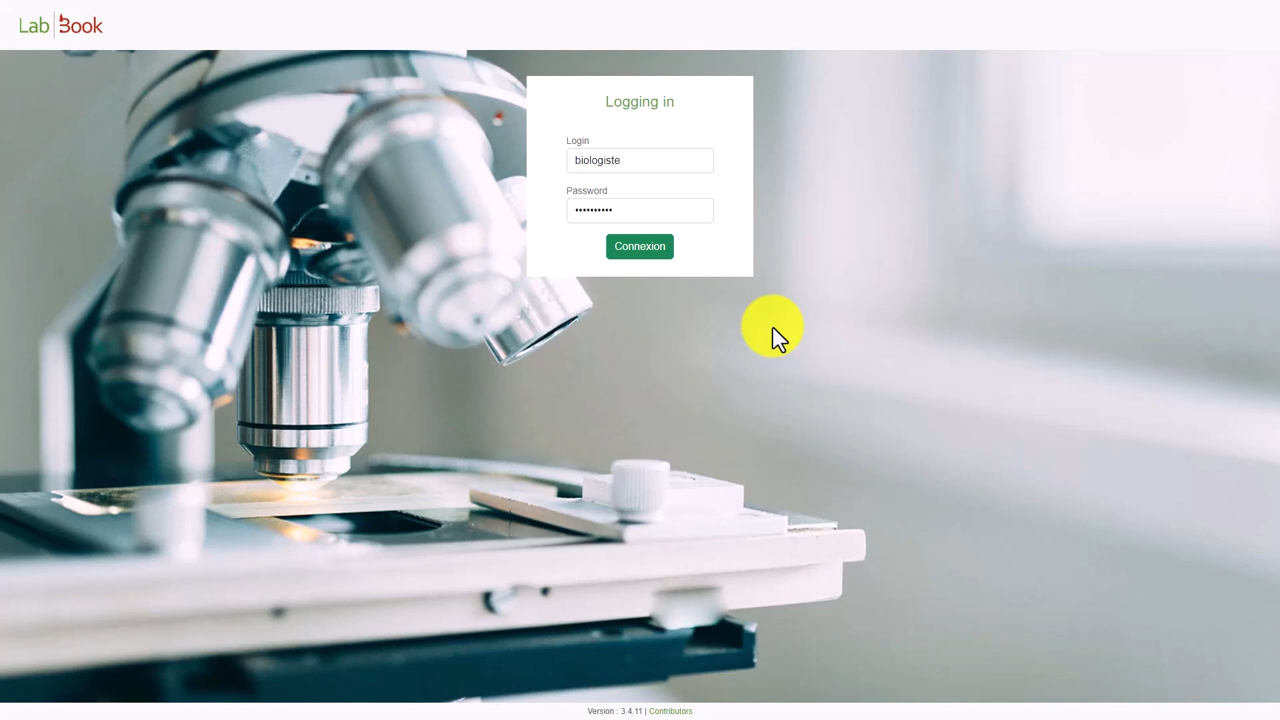 Lab Book
Logging in
Login
biologiste
Password
••••••••••
Connexion
Version : 3.4.11 | Contributors